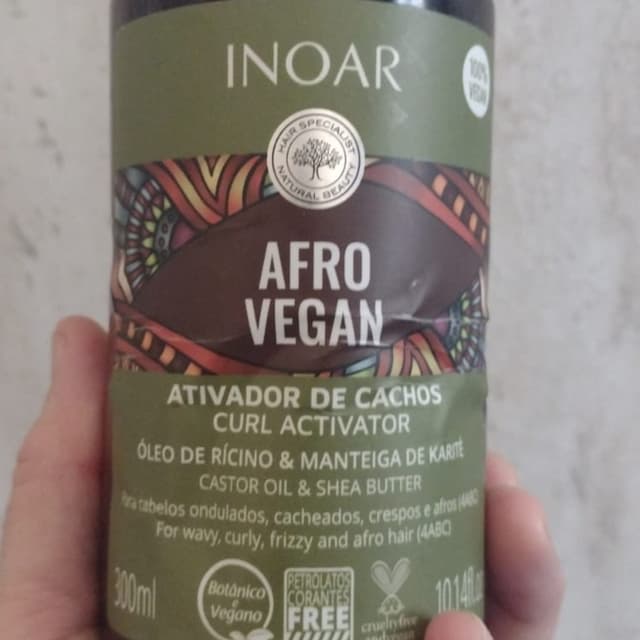 INOAR
100%
VEGAN
HAIR SPECIALIST
NATURAL BEAUTY
AFRO
VEGAN
ATIVADOR DE CACHOS
CURL ACTIVATOR
ÓLEO DE RÍCINO & MANTEIGA DE KARITÉ
CASTOR OIL & SHEA BUTTER
Para cabelos ondulados, cacheados, crespos e afros (4ABC)
For wavy, curly, frizzy and afro hair (4ABC)
300ml
Botânico
e
Vegano
PETROLATOS
CORANTES
FREE
cruelty free
10.14fl.oz